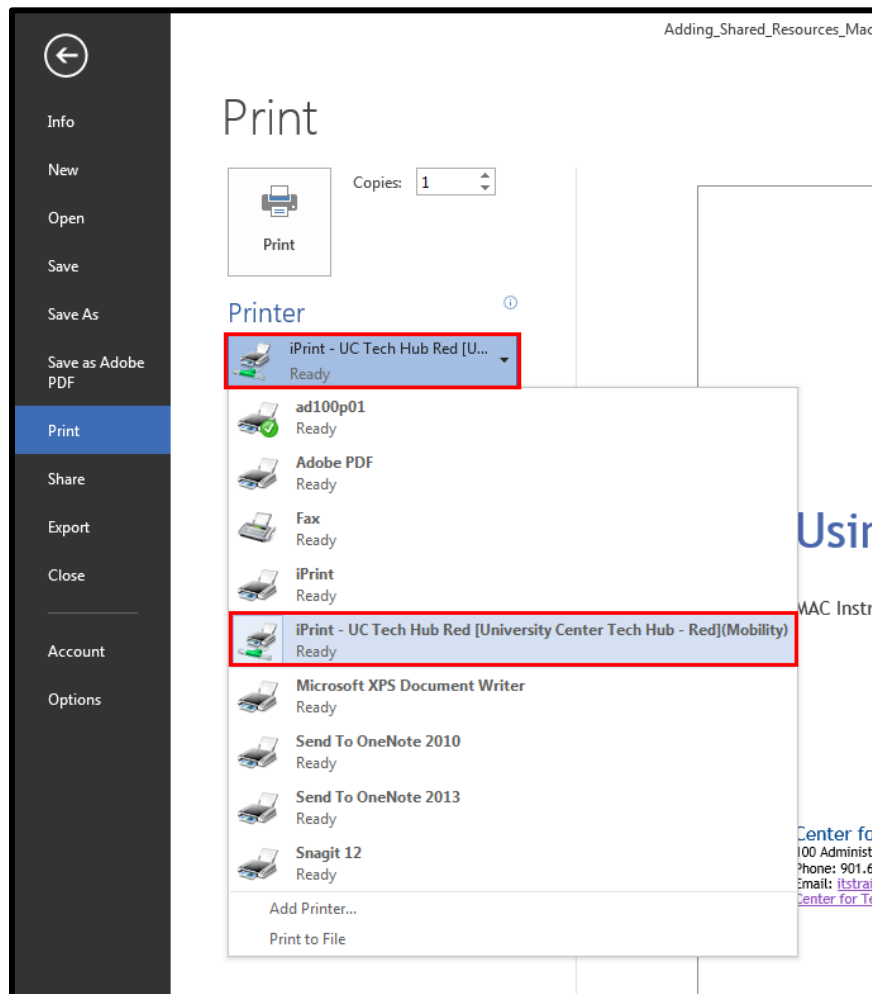 Adding_Shared_Resources_Mac
Info
New
Open
Save
Save As
Save as Adobe
PDF
Print
Share
Export
Close
Account
Options
Print
Copies: 1
Print
Printer
iPrint - UC Tech Hub Red [U...
Ready
ad100p01
Ready
Adobe PDF
Ready
Fax
Ready
iPrint
Ready
iPrint - UC Tech Hub Red [University Center Tech Hub - Red](Mobility)
Ready
Microsoft XPS Document Writer
Ready
Send To OneNote 2010
Ready
Send To OneNote 2013
Ready
Snagit 12
Ready
Add Printer...
Print to File
Usin
MAC Instr
Center fo
100 Administ
Phone: 901.6
Email: itstrai
Center for Te